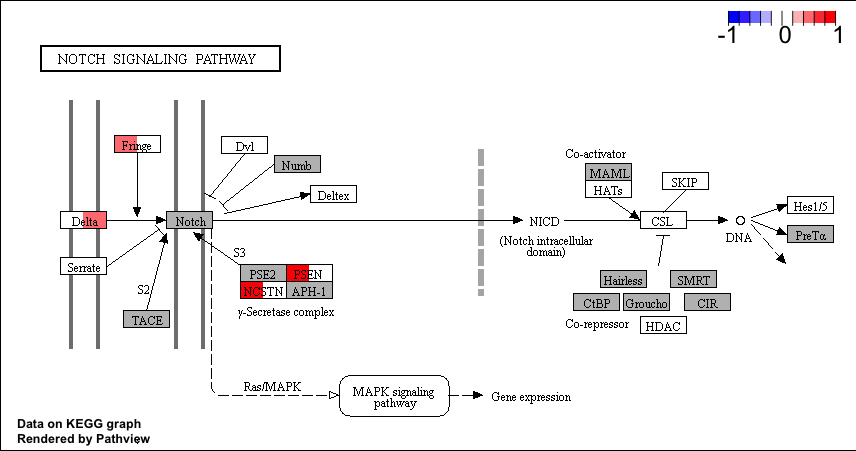 -1 0 1
NOTCH SIGNALING PATHWAY
Fringe
Dvl
Numb
Deltex
Delta
Notch
Serrate
S2
TACE
S3
PSE2 PSEN
NCSTN APH-1
γ-Secretase complex
Co-activator
MAML
HATs
SKIP
NICD
(Notch intracellular
domain)
CSL
DNA
Hes1/5
PreTα
Hairless SMRT
CtBP Groucho CIR
Co-repressor HDAC
Ras/MAPK
MAPK signaling
pathway
Gene expression
Data on KEGG graph
Rendered by Pathview